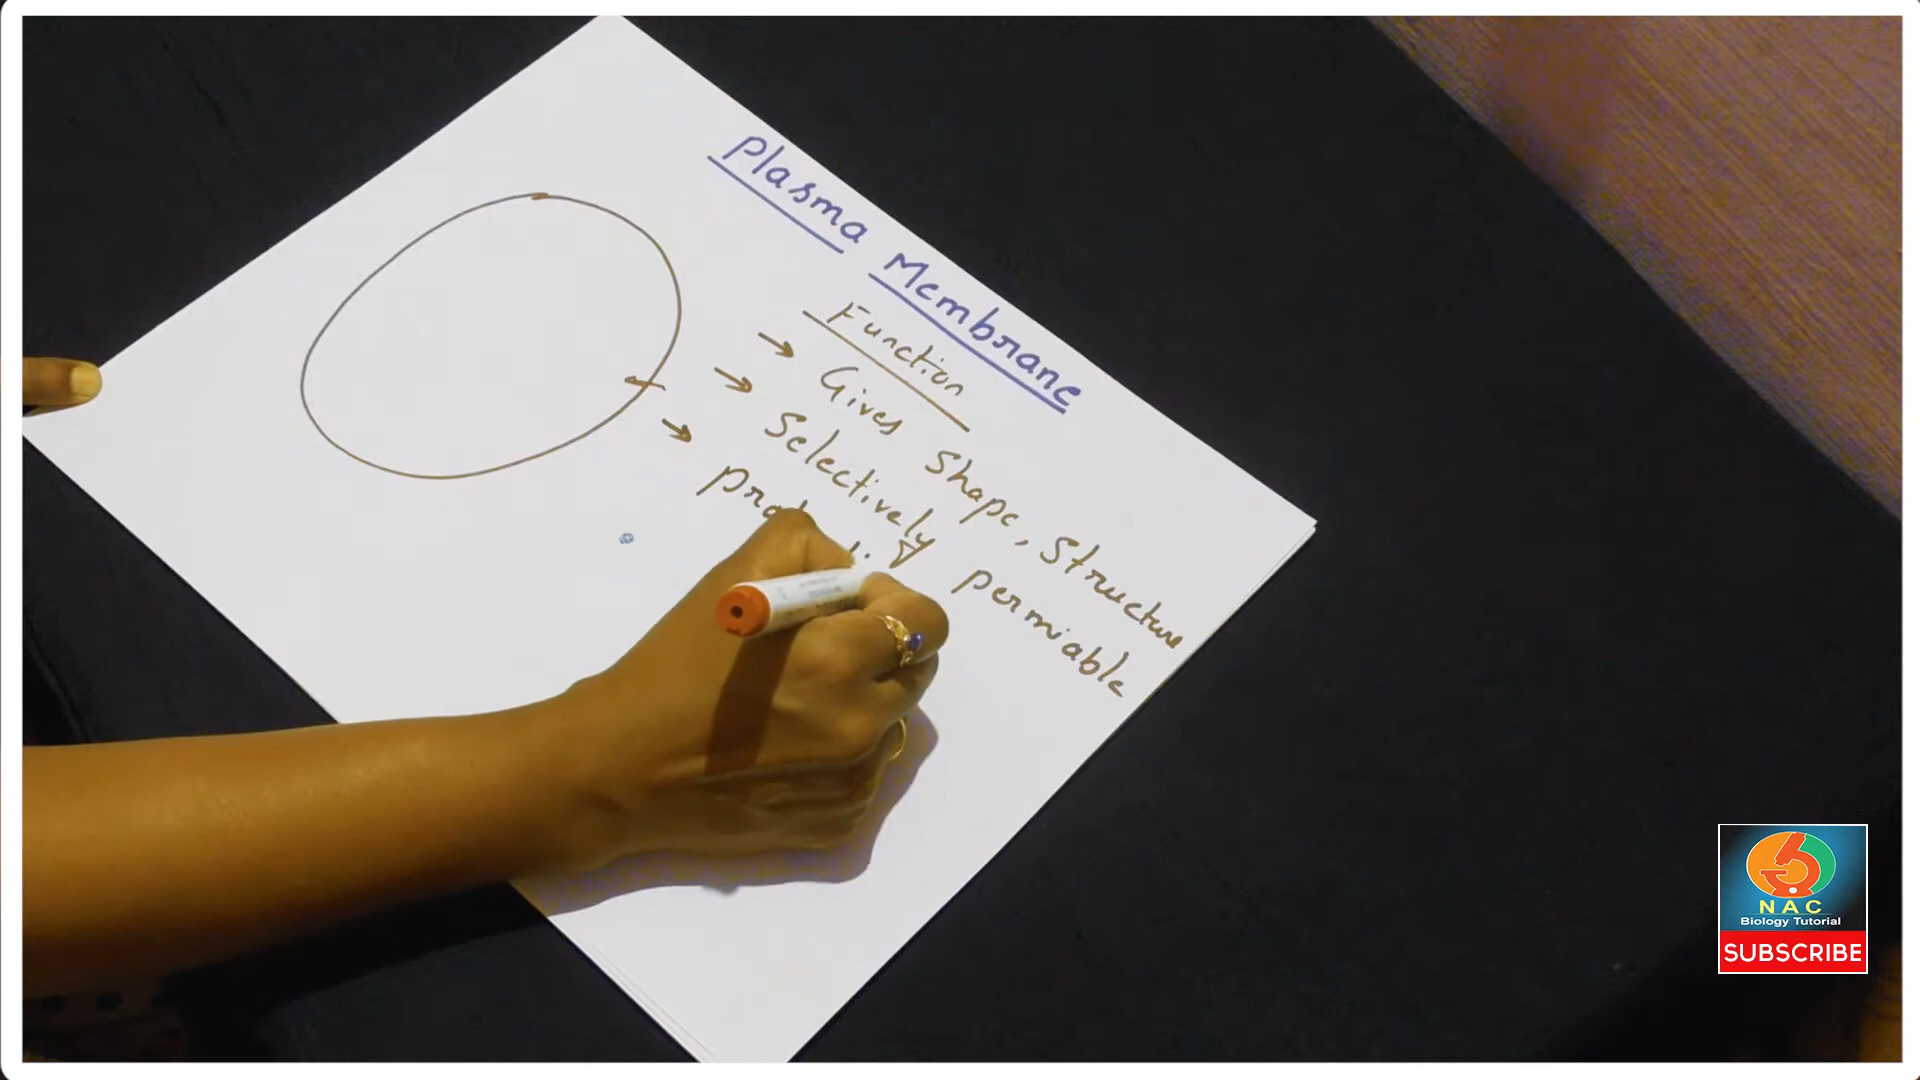 Plasma Membrane
Function
→ Gives shape, structure
→ Selectively permiable
→
NAC
Biology Tutorial
SUBSCRIBE